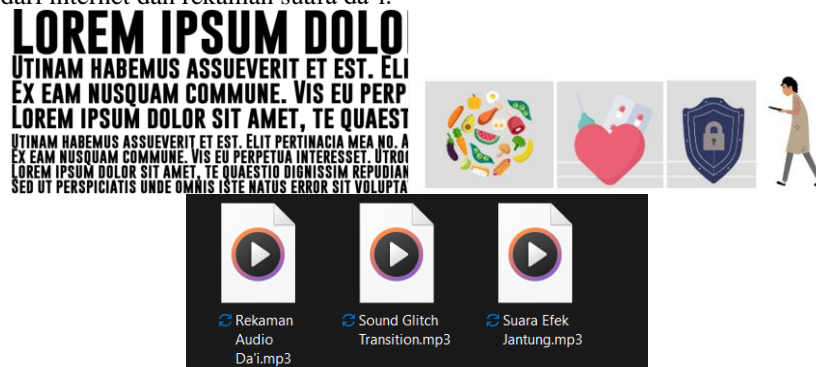 dari internet dan rekaman suara da'i.
LOREM IPSUM DOLO
UTINAM HABEMUS ASSUEVERIT ET EST. ELI
EX EAM NUSQUAM COMMUNE. VIS EU PERP
LOREM IPSUM DOLOR SIT AMET, TE QUAEST
UTINAM HABEMUS ASSUEVERIT ET EST. ELIT PERTINACIA MEA NO. A
EX EAM NUSQUAM COMMUNE. VIS EU PERPETUA INTERESSET. UTROI
LOREM IPSUM DOLOR SIT AMET, TE QUAESTIO DIGNISSIM REPUDIAN
SED UT PERSPICIATIS UNDE OMNIS ISTE NATUS ERROR SIT VOLUPTA
Rekaman
Audio
Da'i.mp3
Sound Glitch
Transition.mp3
Suara Efek
Jantung.mp3